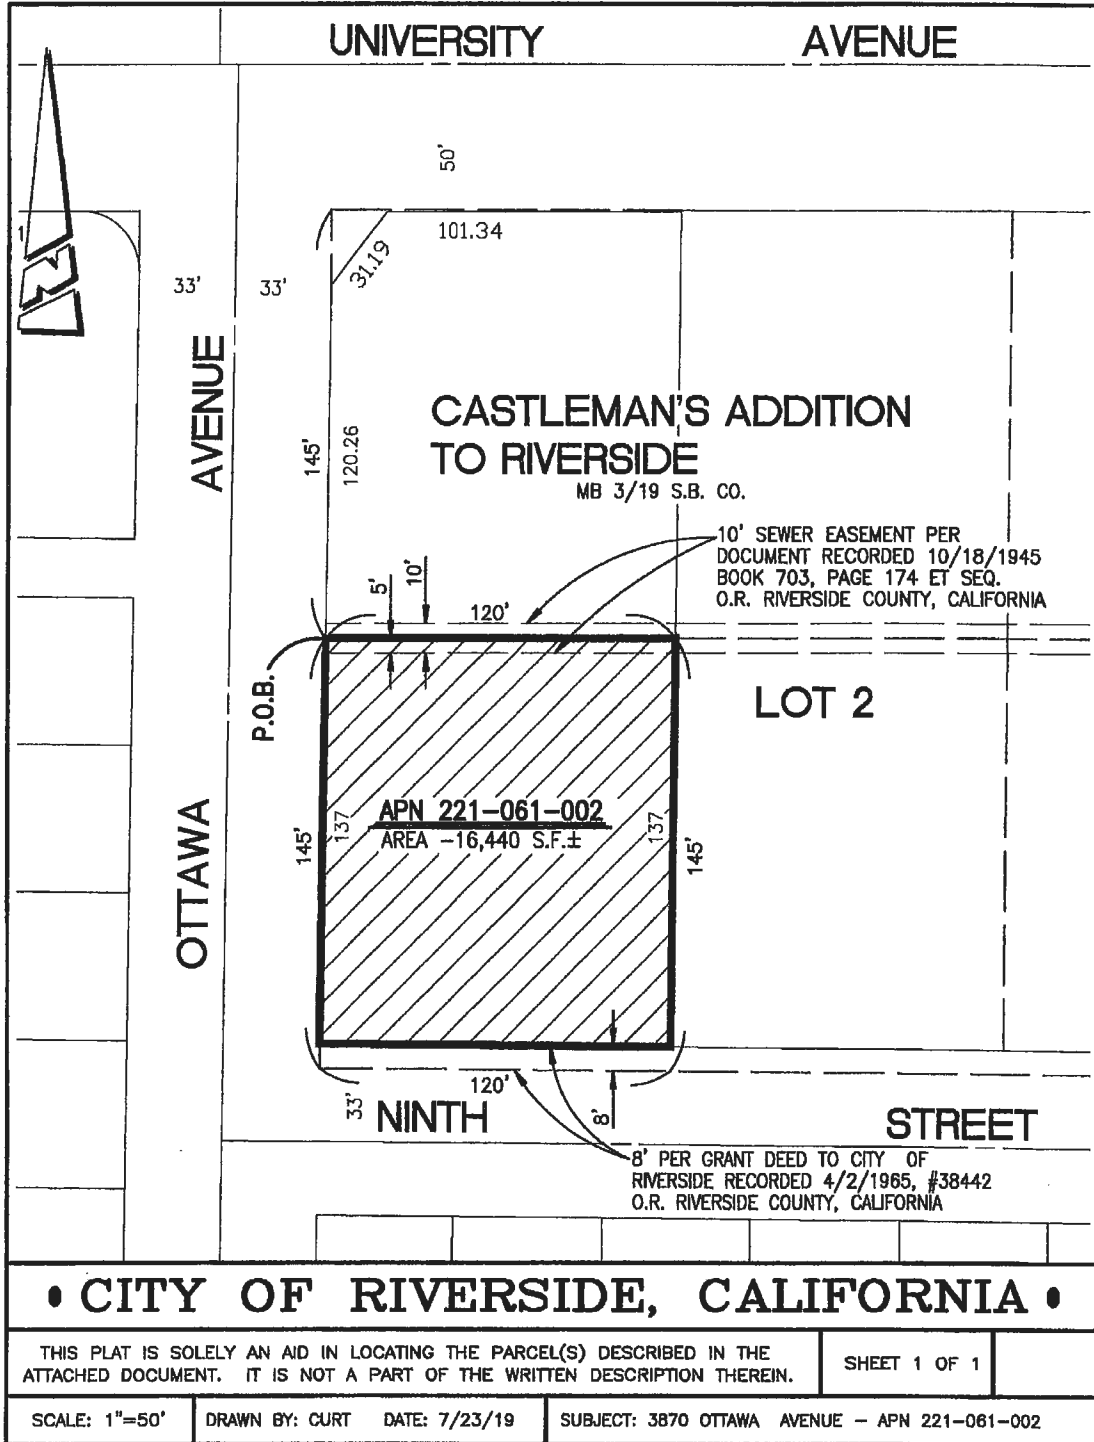 UNIVERSITY AVENUE
50'
101.34
31.19
1
33' 33'
AVENUE
145'
120.26
CASTLEMAN'S ADDITION
TO RIVERSIDE
MB 3/19 S.B. CO.
10' SEWER EASEMENT PER
DOCUMENT RECORDED 10/18/1945
BOOK 703, PAGE 174 ET SEQ.
O.R. RIVERSIDE COUNTY, CALIFORNIA
5'
10'
120'
P.O.B.
LOT 2
OTTAWA
145'
137
APN 221-061-002
AREA -16,440 S.F.±
137
145'
120'
33'
NINTH STREET
8'
8' PER GRANT DEED TO CITY OF
RIVERSIDE RECORDED 4/2/1965, #38442
O.R. RIVERSIDE COUNTY, CALIFORNIA
N
• CITY OF RIVERSIDE, CALIFORNIA •
THIS PLAT IS SOLELY AN AID IN LOCATING THE PARCEL(S) DESCRIBED IN THE
ATTACHED DOCUMENT. IT IS NOT A PART OF THE WRITTEN DESCRIPTION THEREIN.
SHEET 1 OF 1
SCALE: 1"=50'
DRAWN BY: CURT DATE: 7/23/19
SUBJECT: 3870 OTTAWA AVENUE - APN 221-061-002